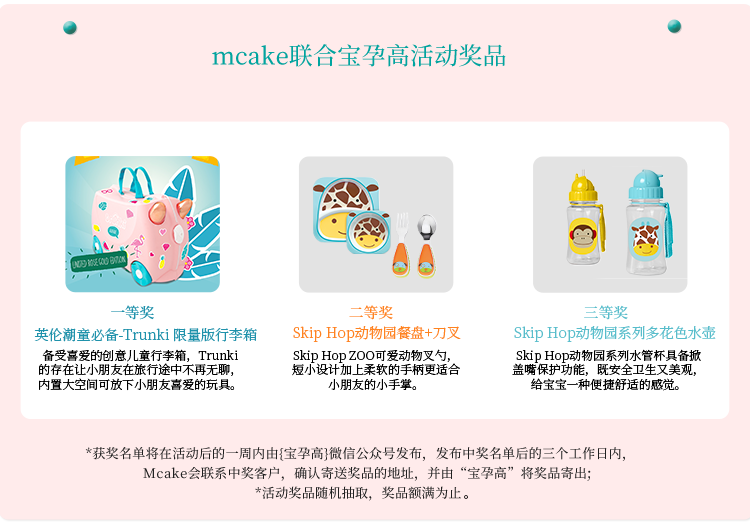 mcake联合宝孕高活动奖品
LIMITED ROSE GOLD EDITION
一等奖
英伦潮童必备-Trunki 限量版行李箱
备受喜爱的创意儿童行李箱，Trunki
的存在让小朋友在旅行途中不再无聊，
内置大空间可放下小朋友喜爱的玩具。
二等奖
Skip Hop动物园餐盘+刀叉
Skip Hop ZOO可爱动物叉勺，
短小设计加上柔软的手柄更适合
小朋友的小手掌。
三等奖
Skip Hop动物园系列多花色水壶
Skip Hop动物园系列水管杯具备掀
盖嘴保护功能，既安全卫生又美观，
给宝宝一种便捷舒适的感觉。
*获奖名单将在活动后的一周内由{宝孕高}微信公众号发布，发布中奖名单后的三个工作日内，
Mcake会联系中奖客户，确认寄送奖品的地址，并由“宝孕高”将奖品寄出；
*活动奖品随机抽取，奖品额满为止。